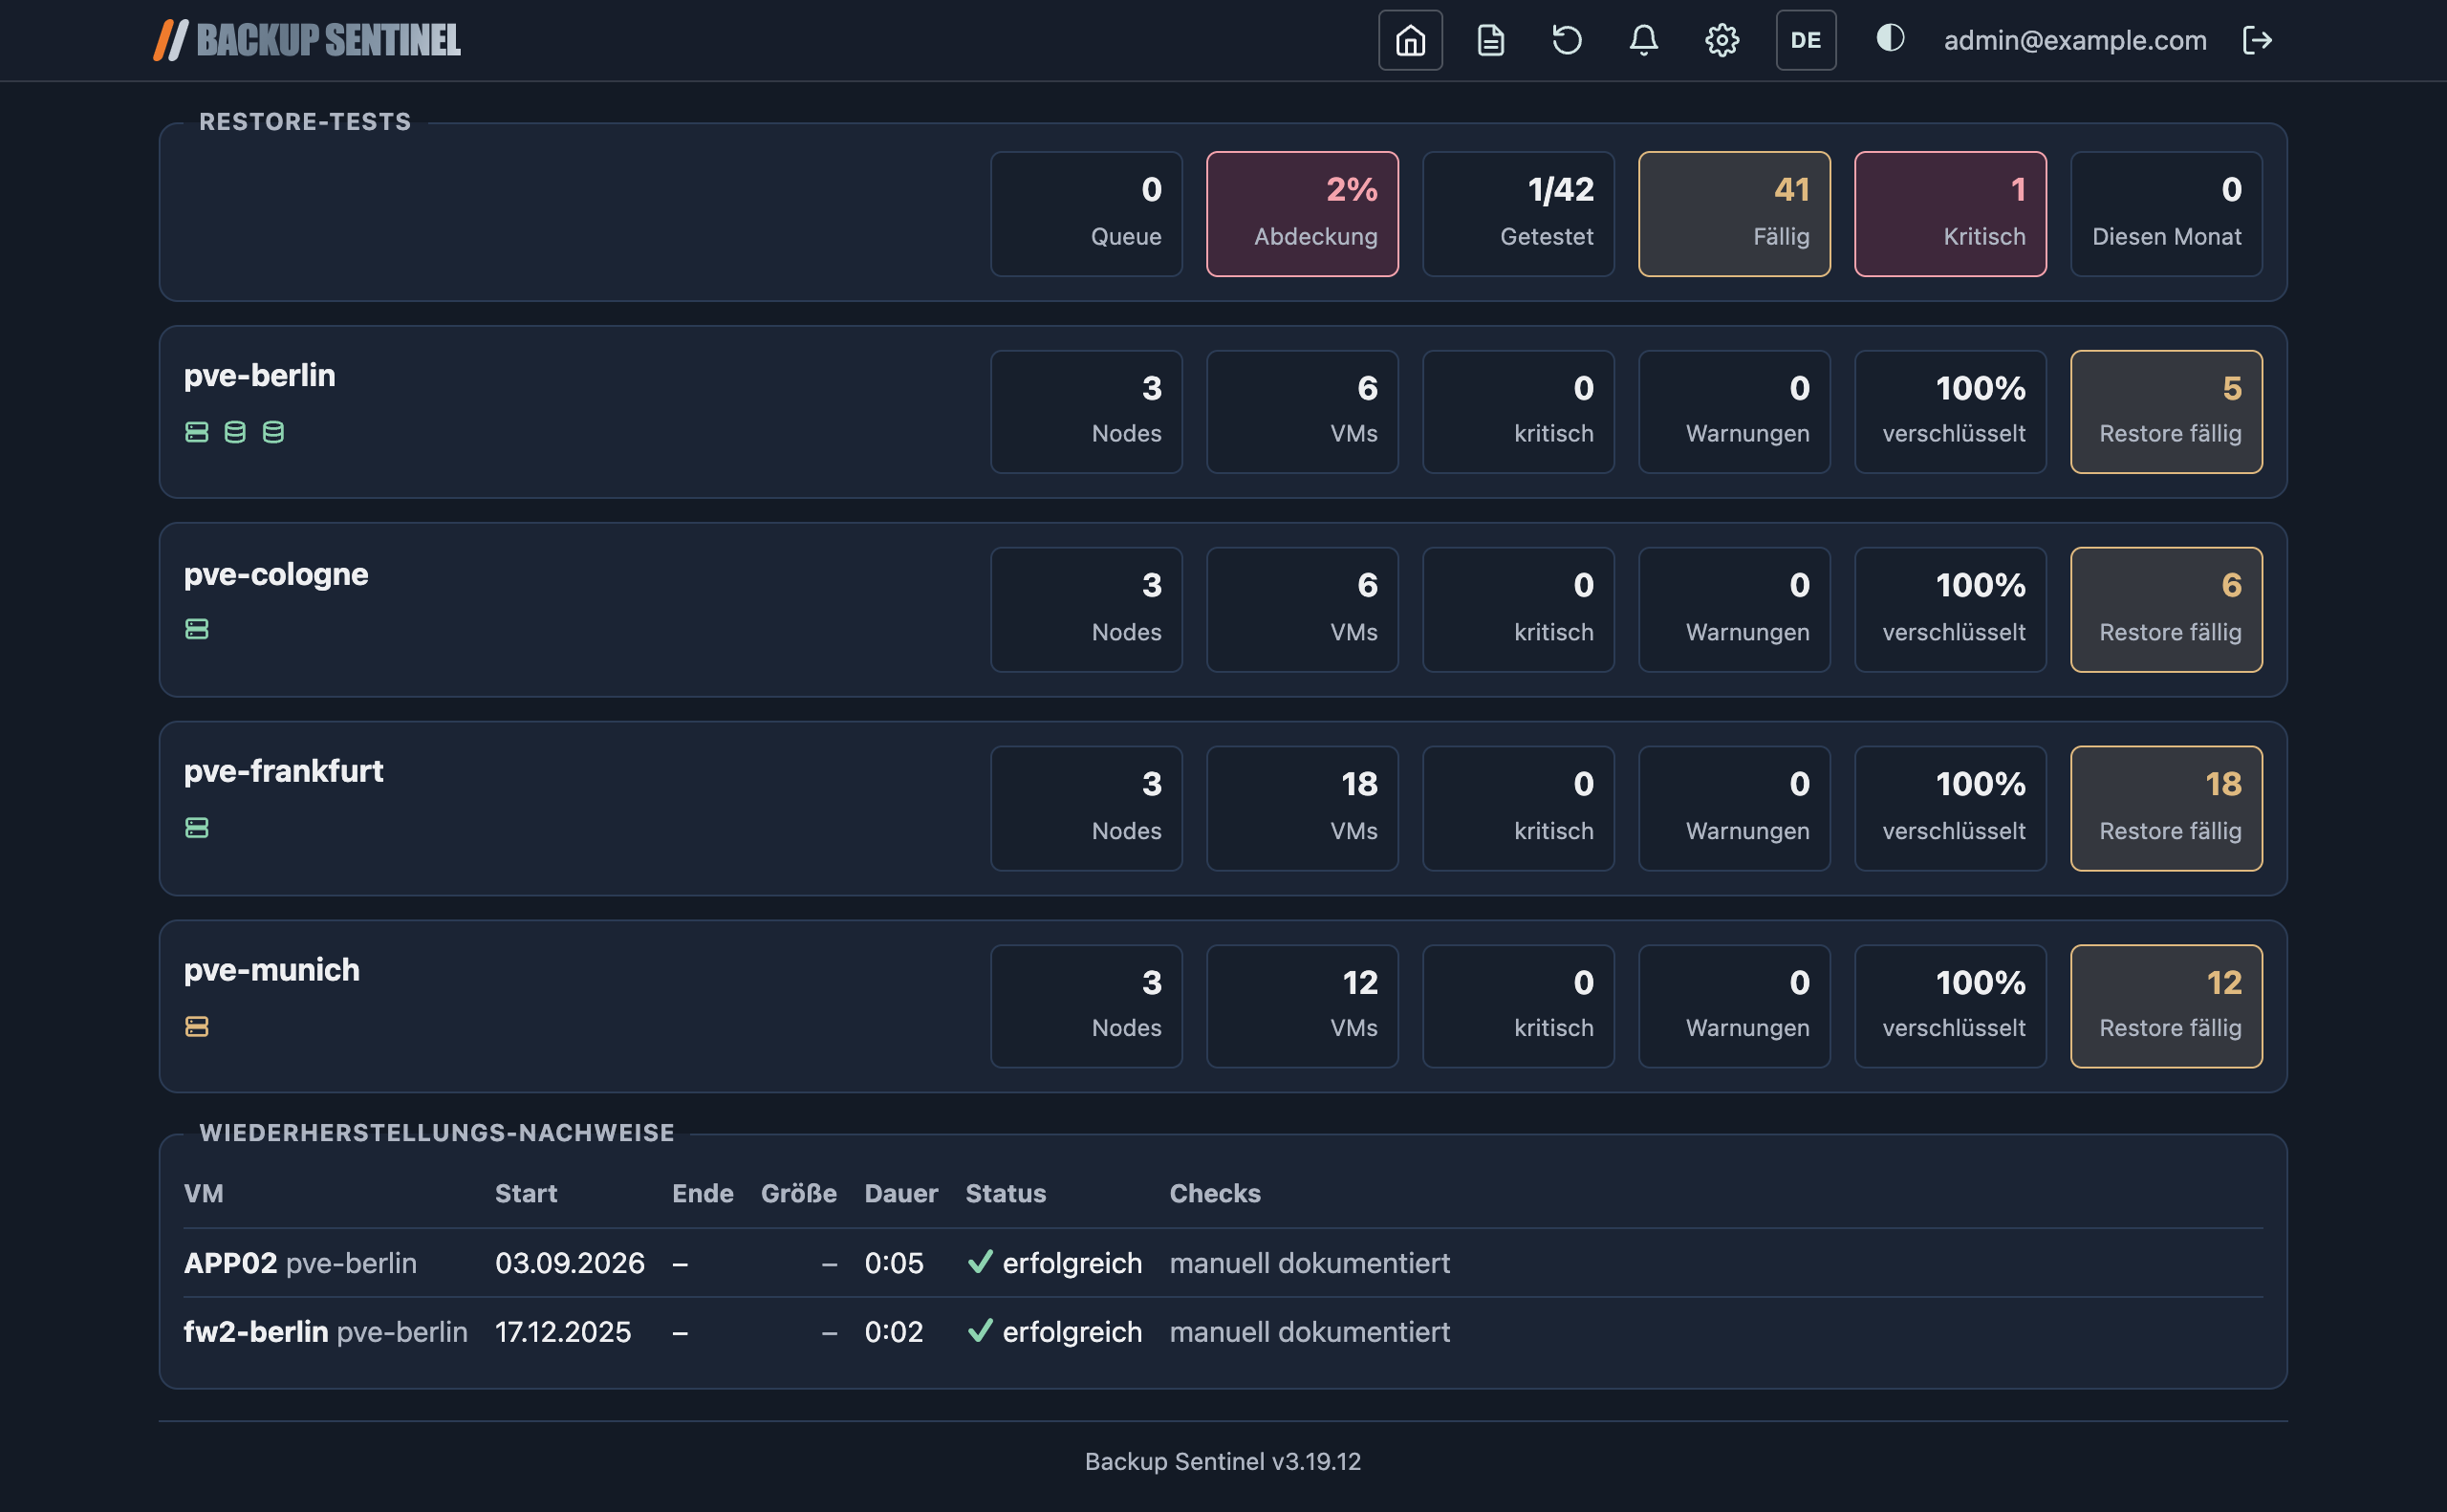 BACKUP SENTINEL
DE
admin@example.com
RESTORE-TESTS
0 2% 1/42 41 1 0
Queue Abdeckung Getestet Fällig Kritisch Diesen Monat
pve-berlin
3 6 0 0 100% 5
Nodes VMs kritisch Warnungen verschlüsselt Restore fällig
pve-cologne
3 6 0 0 100% 6
Nodes VMs kritisch Warnungen verschlüsselt Restore fällig
pve-frankfurt
3 18 0 0 100% 18
Nodes VMs kritisch Warnungen verschlüsselt Restore fällig
pve-munich
3 12 0 0 100% 12
Nodes VMs kritisch Warnungen verschlüsselt Restore fällig
WIEDERHERSTELLUNGS-NACHWEISE
VM Start Ende Größe Dauer Status Checks
APP02 pve-berlin 03.09.2026 – – 0:05 ✓ erfolgreich manuell dokumentiert
fw2-berlin pve-berlin 17.12.2025 – – 0:02 ✓ erfolgreich manuell dokumentiert
Backup Sentinel v3.19.12